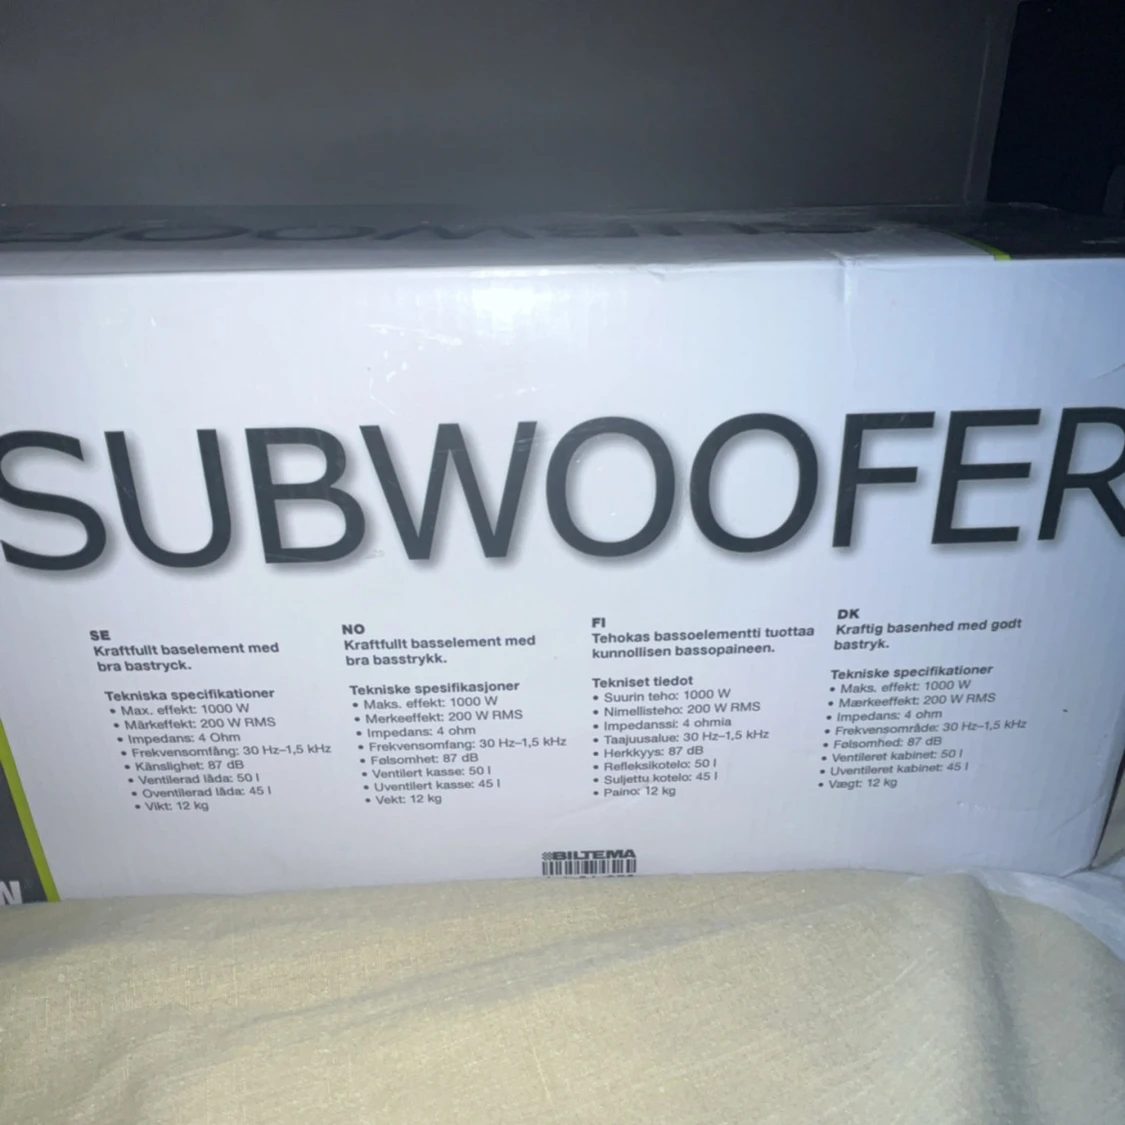 SUBWOOFER
SUBWOOFER
SE
Kraftfullt baselement med
bra bastryck.
Tekniska specifikationer
• Max. effekt: 1000 W
• Märkeffekt: 200 W RMS
• Impedans: 4 Ohm
• Frekvensomfång: 30 Hz–1,5 kHz
• Känslighet: 87 dB
• Ventilerad låda: 50 l
• Oventilerad låda: 45 l
• Vikt: 12 kg
NO
Kraftfullt basselement med
bra basstrykk.
Tekniske spesifikasjoner
• Maks. effekt: 1000 W
• Merkeeffekt: 200 W RMS
• Impedans: 4 ohm
• Frekvensomfang: 30 Hz–1,5 kHz
• Følsomhet: 87 dB
• Ventilert kasse: 50 l
• Uventilert kasse: 45 l
• Vekt: 12 kg
FI
Tehokas bassoelementti tuottaa
kunnollisen bassopaineen.
Tekniset tiedot
• Suurin teho: 1000 W
• Nimellisteho: 200 W RMS
• Impedanssi: 4 ohmia
• Taajuusalue: 30 Hz–1,5 kHz
• Herkkyys: 87 dB
• Refleksikotelo: 50 l
• Suljettu kotelo: 45 l
• Paino: 12 kg
DK
Kraftig basenhed med godt
bastryk.
Tekniske specifikationer
• Maks. effekt: 1000 W
• Mærkeeffekt: 200 W RMS
• Impedans: 4 ohm
• Frekvensområde: 30 Hz–1,5 kHz
• Følsomhed: 87 dB
• Ventileret kabinet: 50 l
• Uventileret kabinet: 45 l
• Vægt: 12 kg
BILTEMA
N